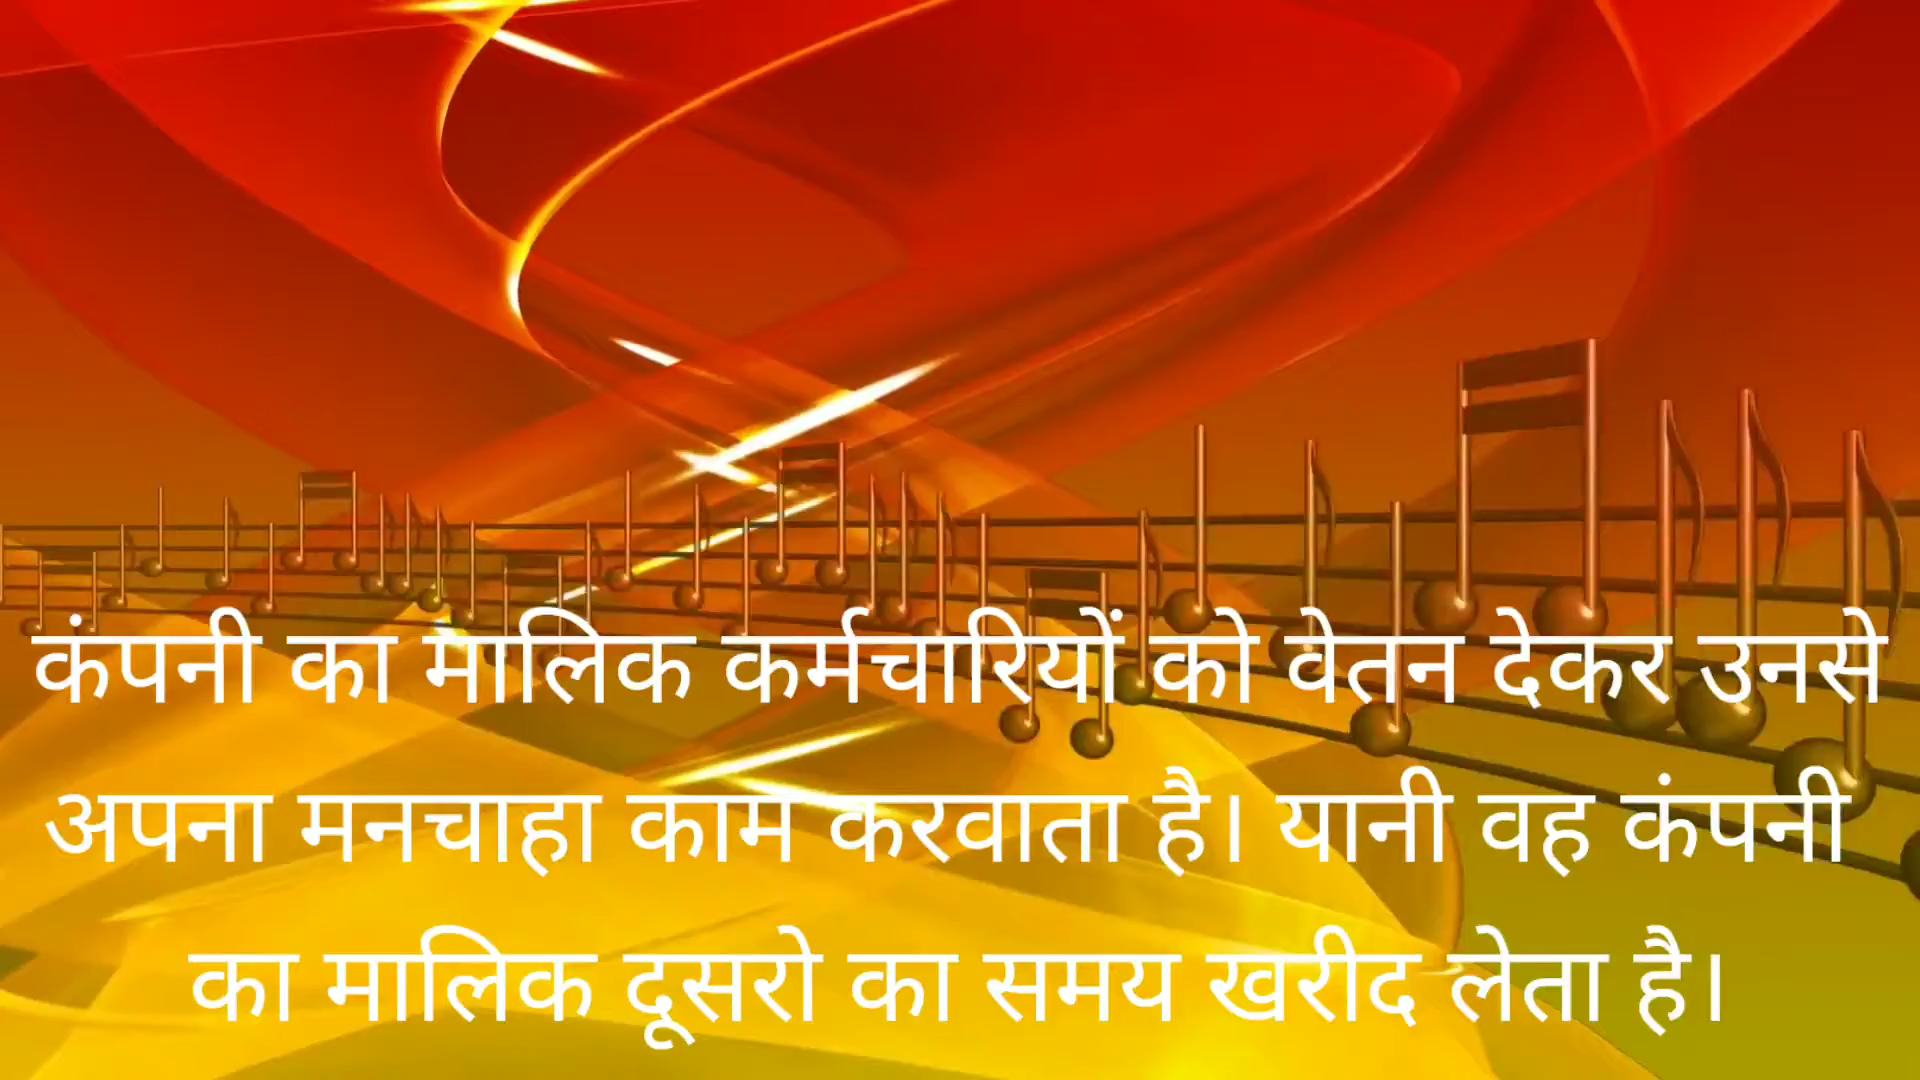 कंपनी का मालिक कर्मचारियों को वेतन देकर उनसे
अपना मनचाहा काम करवाता है। यानी वह कंपनी
का मालिक दूसरो का समय खरीद लेता है।